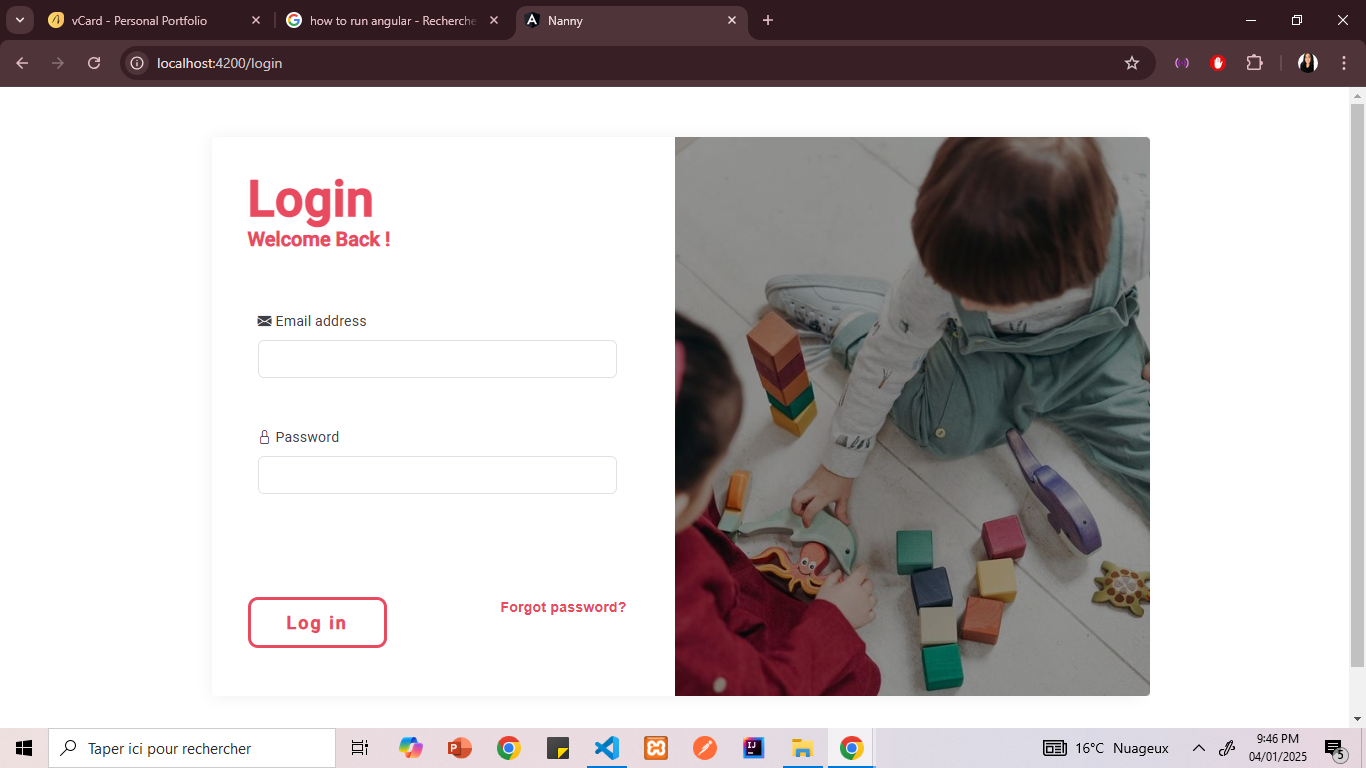 vCard - Personal Portfolio
how to run angular - Recherche
Nanny
localhost:4200/login
Login
Welcome Back !
Email address
Password
Log in
Forgot password?
Taper ici pour rechercher
16°C Nuageux
9:46 PM
04/01/2025
5